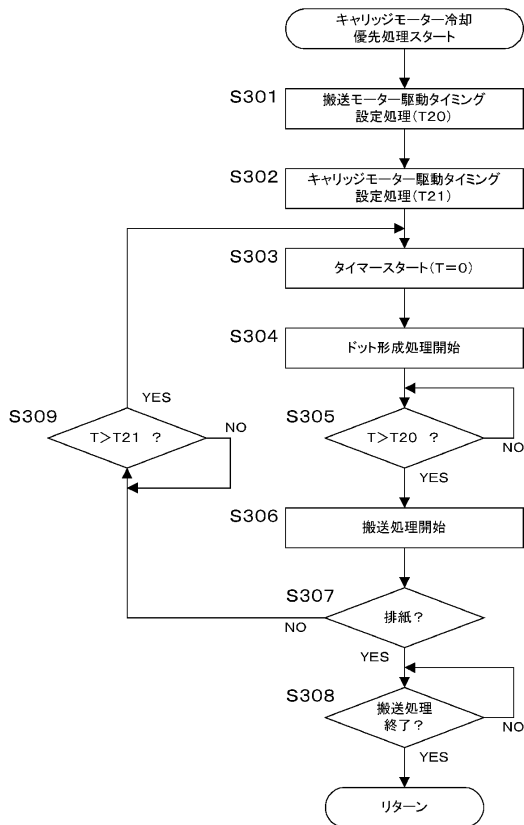 キャリッジモーター冷却
優先処理スタート
S301
搬送モーター駆動タイミング
設定処理(T20)
S302
キャリッジモーター駆動タイミング
設定処理(T21)
S303
タイマースタート(T=0)
S304
ドット形成処理開始
S305
T>T20 ?
NO
YES
S306
搬送処理開始
S307
排紙?
NO
YES
S308
搬送処理
終了?
NO
YES
リターン
S309
YES
T>T21 ?
NO